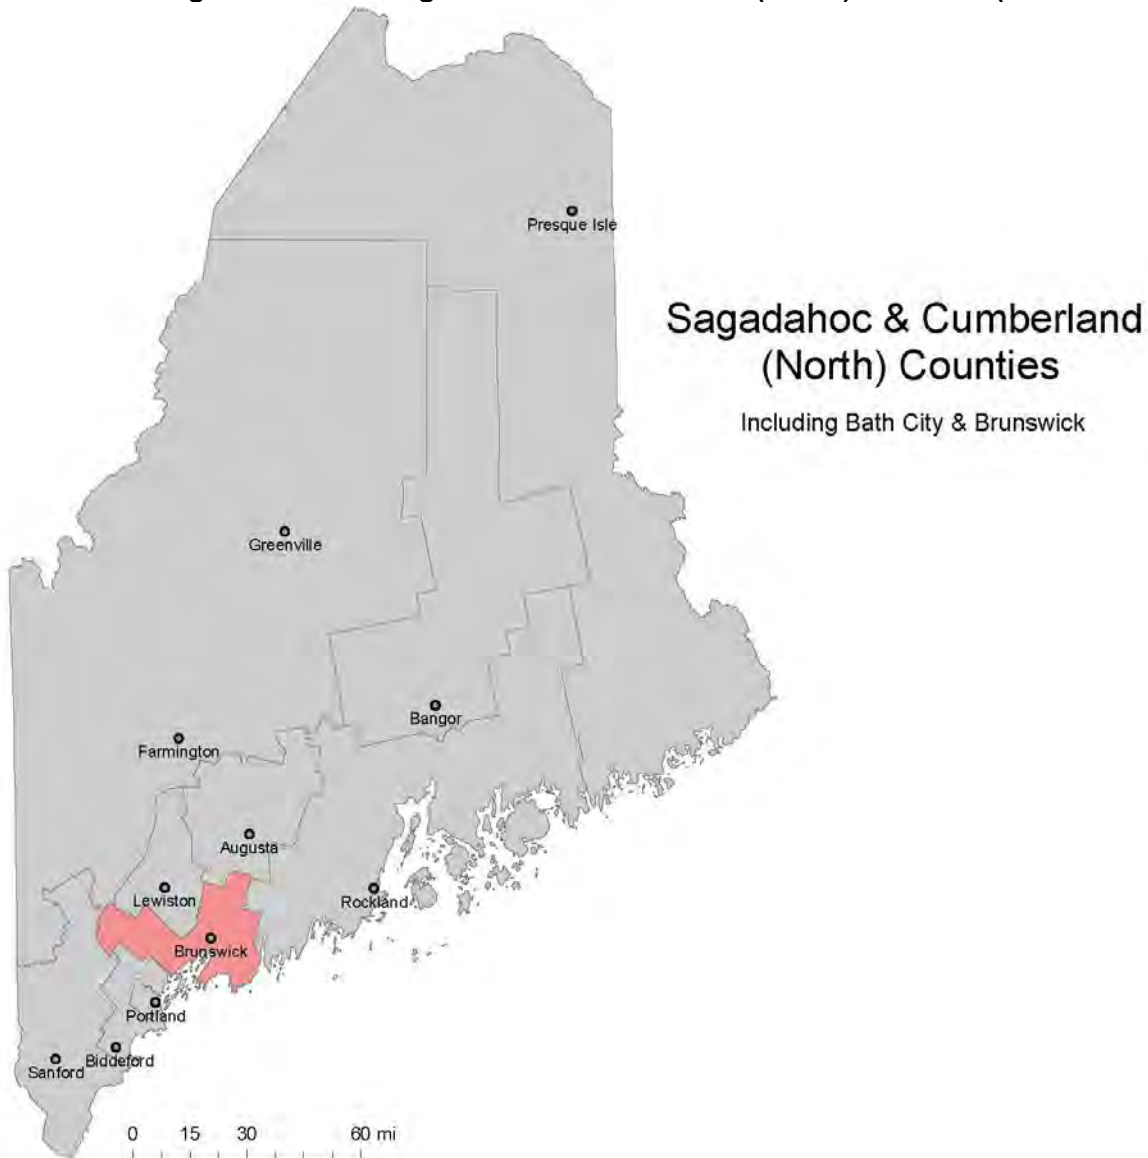 Presque Isle
Sagadahoc & Cumberland
(North) Counties
Including Bath City & Brunswick
Greenville
Bangor
Farmington
Augusta
Lewiston
Rockland
Brunswick
Portland
Biddeford
Sanford
0 15 30 60 mi